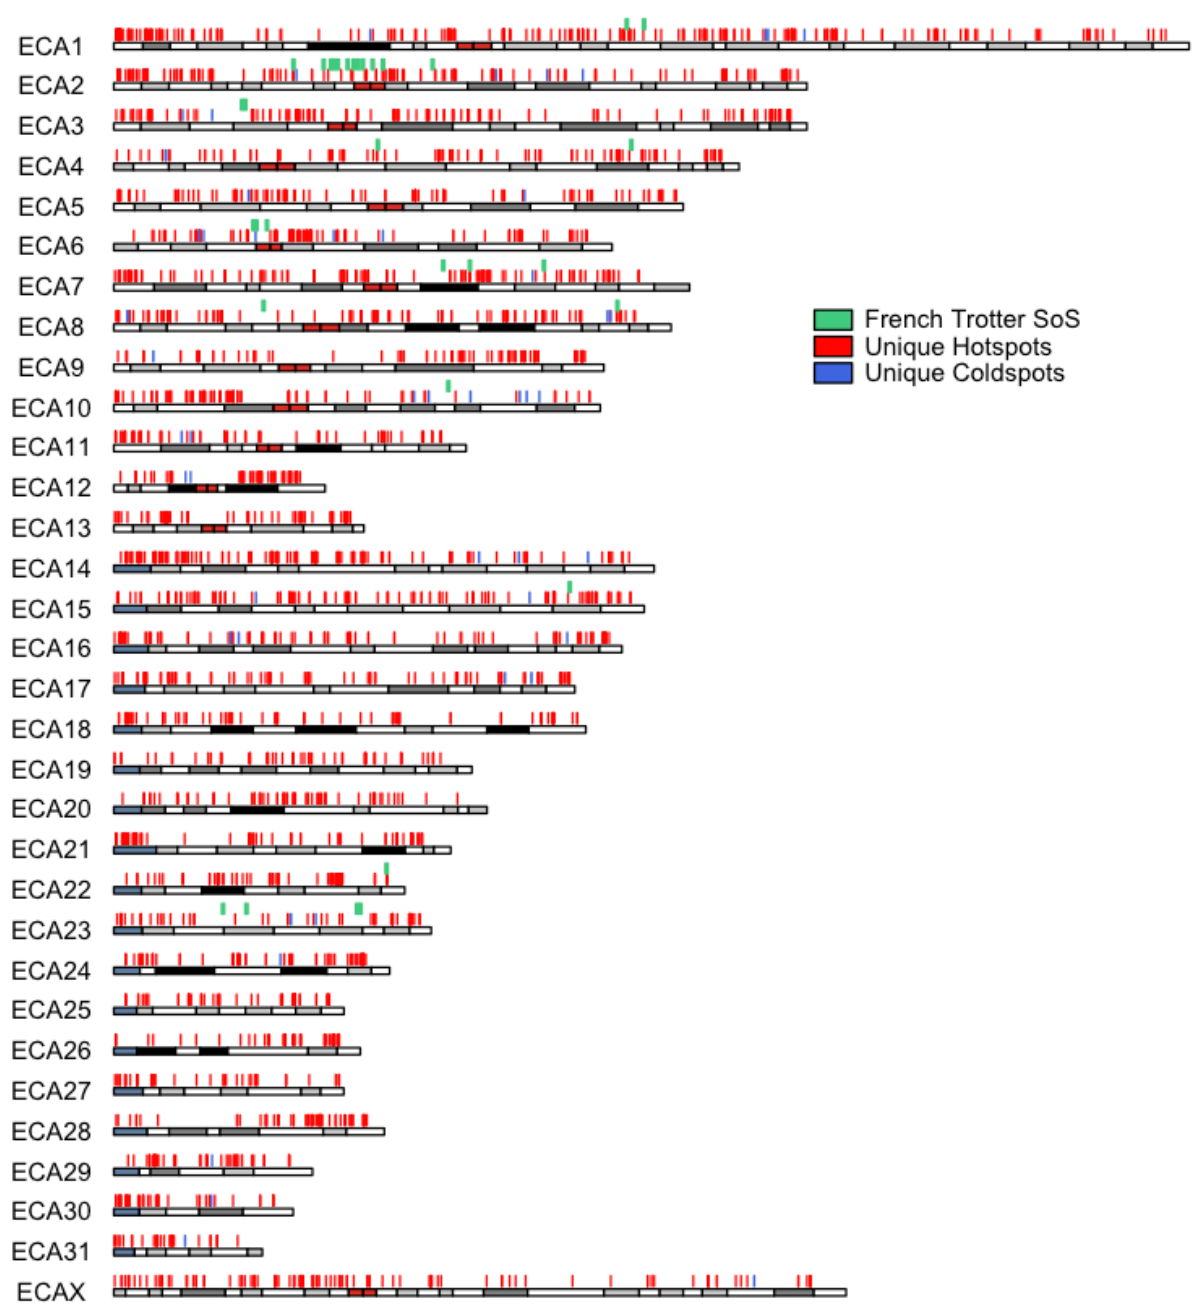 ECA1
ECA2
ECA3
ECA4
ECA5
ECA6
ECA7
ECA8
French Trotter SoS
Unique Hotspots
Unique Coldspots
ECA9
ECA10
ECA11
ECA12
ECA13
ECA14
ECA15
ECA16
ECA17
ECA18
ECA19
ECA20
ECA21
ECA22
ECA23
ECA24
ECA25
ECA26
ECA27
ECA28
ECA29
ECA30
ECA31
ECAX